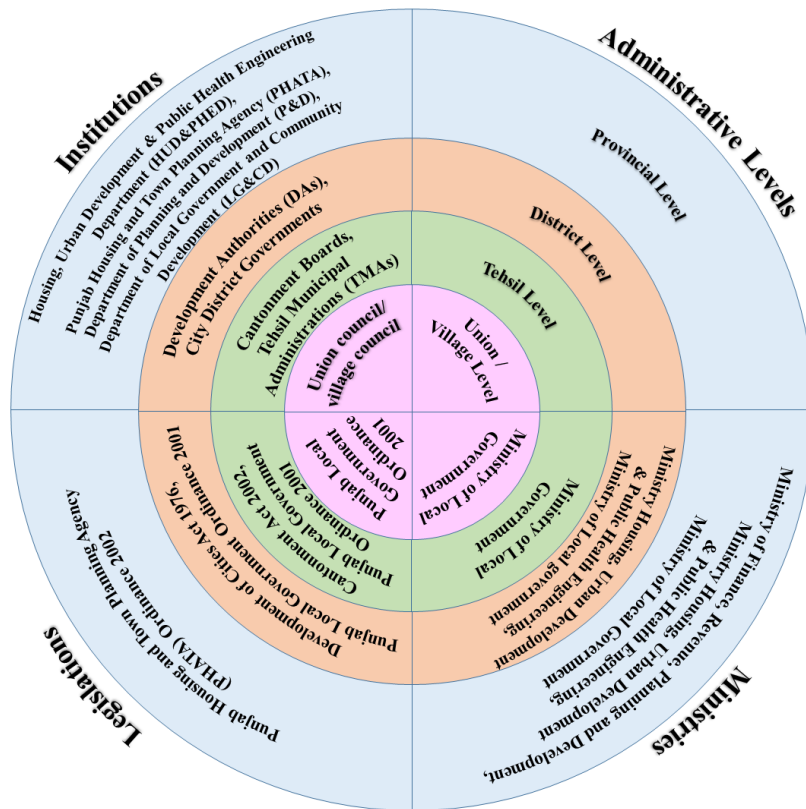 Institutions
Housing, Urban Development & Public Health Engineering
Department (HUD&PHED),
Punjab Housing and Town Planning Agency (PHATA),
Department of Planning and Development (P&D),
Department of Local Government and Community
Development (LG&CD)
Development Authorities (DAs),
City District Governments
Cantonment Boards,
Tehsil Municipal
Administrations (TMAs)
Union council/
village council
Administrative Levels
Provincial Level
District Level
Tehsil Level
Union /
Village Level
Legislations
Punjab Housing and Town Planning Agency
(PHATA) Ordinance 2002
Development of Cities Act 1976,
Punjab Local Government Ordinance 2001
Cantonment Act 2002,
Punjab Local Government
Ordinance 2001
Punjab Local
Government
Ordinance
2001
Ministries
Ministry of Finance, Revenue, Planning and Development,
Ministry Housing, Urban Development
& Public Health Engineering,
Ministry of Local Government
Ministry Housing, Urban Development
& Public Health Engineering,
Ministry of Local government
Ministry of Local
Government
Ministry of Local
Government